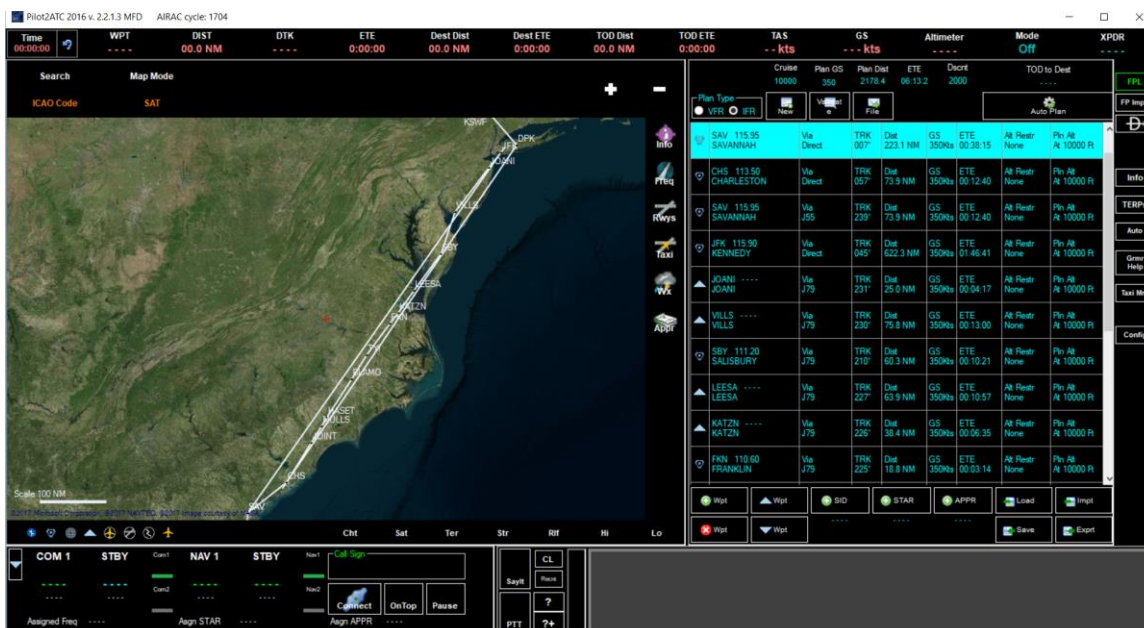 Pilot2ATC 2016 v. 2.2.1.3 MFD AIRAC cycle: 1704
Time WPT DIST DTK ETE Dest Dist Dest ETE TOD Dist TOD ETE TAS GS Altimeter Mode XPDR
00:00:00 ---- 00.0 NM ---- 0:00:00 00.0 NM 0:00:00 00.0 NM 0:00:00 -- kts --- kts ---- Off ----
Search Map Mode
ICAO Code SAT
Cruise Plan GS Plan Dist ETE Dscnt TOD to Dest
10000 350 2178.4 06:13:2 2000 ----
Plan Type
VFR IFR
New
File
Auto Plan
FPL
Info
Auto
Grmr
Help
KSWF
DPK
JFK
JOANI
VILLS
SBY
LEESA
KATZN
FKN
TYI
HASET
CHS
SAV
Scale 100 NM
Info
Freq
Rwys
Taxi
Wx
Appr
SAV 115.95 Via TRK Dist GS ETE Alt Restr Pln Alt
SAVANNAH Direct 007° 223.1 NM 350Kts 00:38:15 None At 10000 Ft
CHS 113.50 Via TRK Dist GS ETE Alt Restr Pln Alt
CHARLESTON Direct 057° 73.9 NM 350Kts 00:12:40 None At 10000 Ft
SAV 115.95 Via TRK Dist GS ETE Alt Restr Pln Alt
SAVANNAH J55 239° 73.9 NM 350Kts 00:12:40 None At 10000 Ft
JFK 115.90 Via TRK Dist GS ETE Alt Restr Pln Alt
KENNEDY Direct 045° 622.3 NM 350Kts 01:46:41 None At 10000 Ft
JOANI ---- Via TRK Dist GS ETE Alt Restr Pln Alt
JOANI J79 231° 25.0 NM 350Kts 00:04:17 None At 10000 Ft
VILLS ---- Via TRK Dist GS ETE Alt Restr Pln Alt
VILLS J79 230° 75.8 NM 350Kts 00:13:00 None At 10000 Ft
SBY 111.20 Via TRK Dist GS ETE Alt Restr Pln Alt
SALISBURY J79 210° 60.3 NM 350Kts 00:10:21 None At 10000 Ft
LEESA ---- Via TRK Dist GS ETE Alt Restr Pln Alt
LEESA J79 227° 63.9 NM 350Kts 00:10:57 None At 10000 Ft
KATZN ---- Via TRK Dist GS ETE Alt Restr Pln Alt
KATZN J79 226° 38.4 NM 350Kts 00:06:35 None At 10000 Ft
FKN 110.60 Via TRK Dist GS ETE Alt Restr Pln Alt
FRANKLIN J79 225° 18.8 NM 350Kts 00:03:14 None At 10000 Ft
Wpt Wpt SID STAR APPR Load Impt
Wpt Wpt ---- ---- ---- Save Exprt
Cht Sat Ter Str Rlf Hi Lo
COM 1 STBY Com1 NAV 1 STBY Nav1 Call Sign
---- ---- Com2 ---- ---- Nav2
Connect OnTop Pause
Assigned Freq ---- Asgn STAR ---- Asgn APPR ----
CL
SayIt
?
PTT ?+